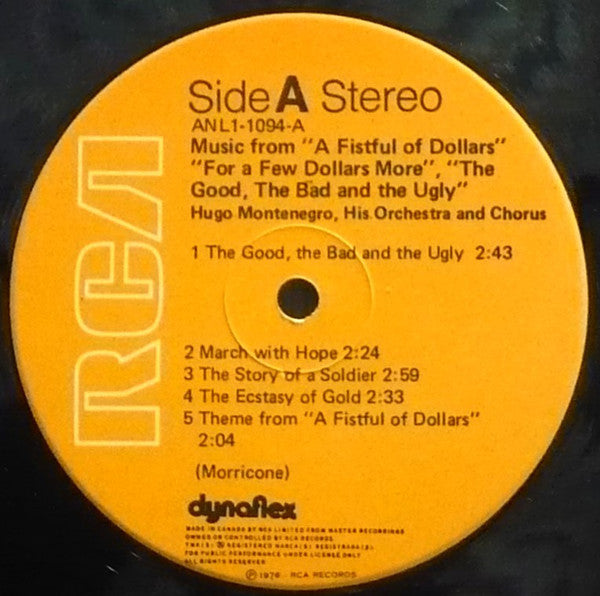 RCA
Side A Stereo
ANL1-1094-A
Music from "A Fistful of Dollars"
"For a Few Dollars More", "The
Good, The Bad and the Ugly"
Hugo Montenegro, His Orchestra and Chorus
1 The Good, the Bad and the Ugly 2:43
2 March with Hope 2:24
3 The Story of a Soldier 2:59
4 The Ecstasy of Gold 2:33
5 Theme from "A Fistful of Dollars"
2:04
(Morricone)
dynaflex
MADE IN CANADA BY RCA LIMITED FROM MASTER RECORDINGS
OWNED OR CONTROLLED BY RCA RECORDS
TMK(S) ® REGISTERED MARCA(S) REGISTRADA(S)
FOR PUBLIC PERFORMANCE UNDER LICENSE ONLY
ALL RIGHTS RESERVED
℗ 1976 - RCA RECORDS